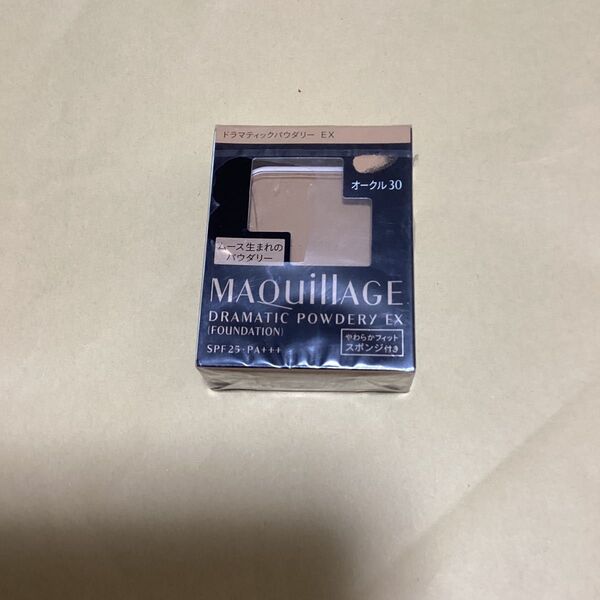 ドラマティックパウダリー EX
オークル30
ムース生まれの
パウダリー
MAQuillAGE
DRAMATIC POWDERY EX
(FOUNDATION)
SPF25・PA+++
やわらかフィット
スポンジ付き